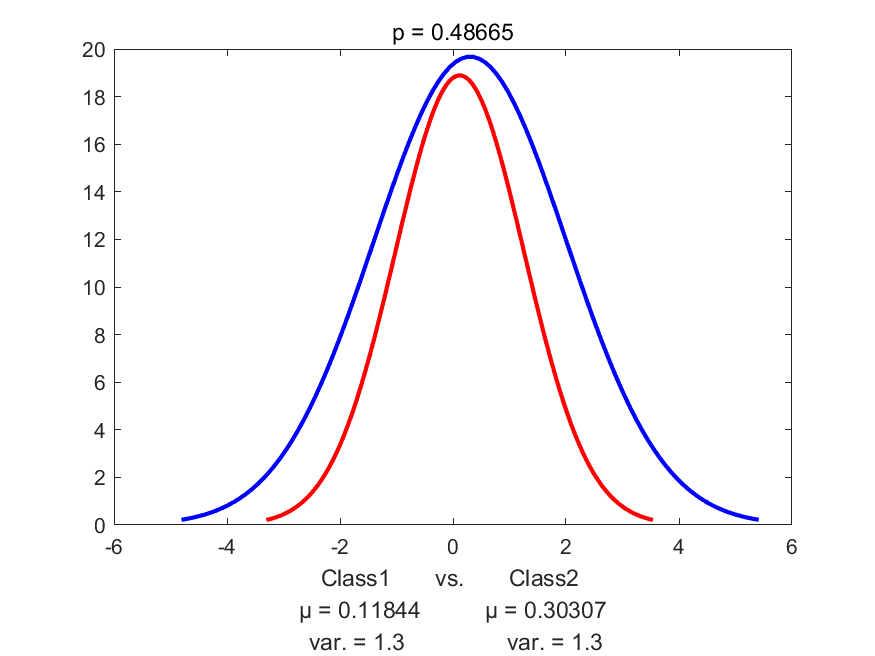 p = 0.48665
20
18
16
14
12
10
8
6
4
2
0
-6 -4 -2 0 2 4 6
Class1 vs. Class2
μ = 0.11844 μ = 0.30307
var. = 1.3 var. = 1.3